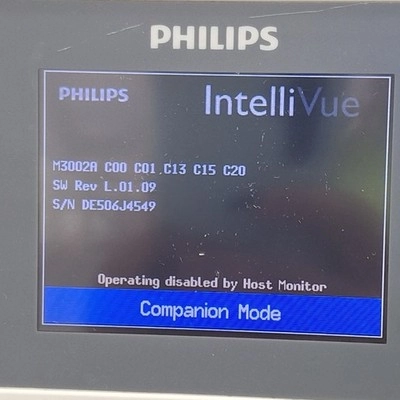 PHILIPS
PHILIPS IntelliVue
M3002A C00 C01 C13 C15 C20
SW Rev L.01.09
S/N DE506J4549
Operating disabled by Host Monitor
Companion Mode